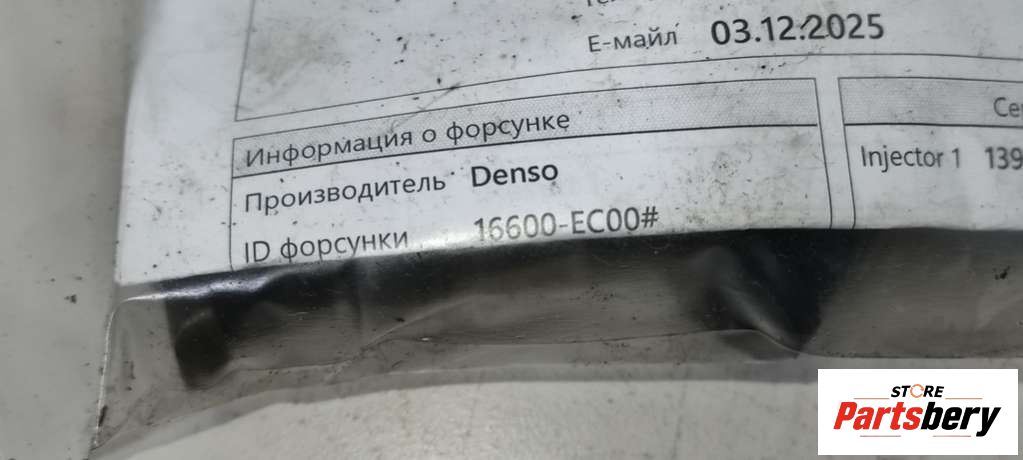 Е-майл 03.12.2025
Информация о форсунке
Производитель Denso
ID форсунки 16600-EC00#
Injector 1 139
STORE
Partsbery